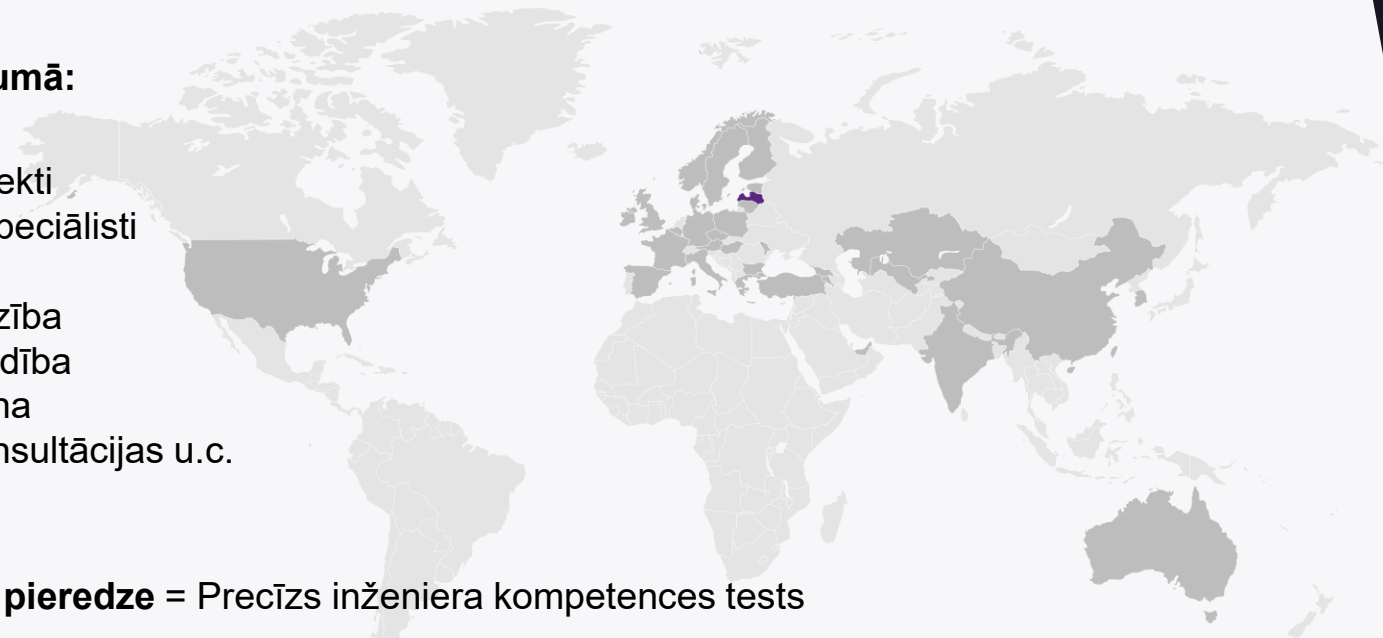 umā:
ekti
peciālisti
zība
dība
na
nsultācijas u.c.
pieredze = Precīzs inženiera kompetences tests